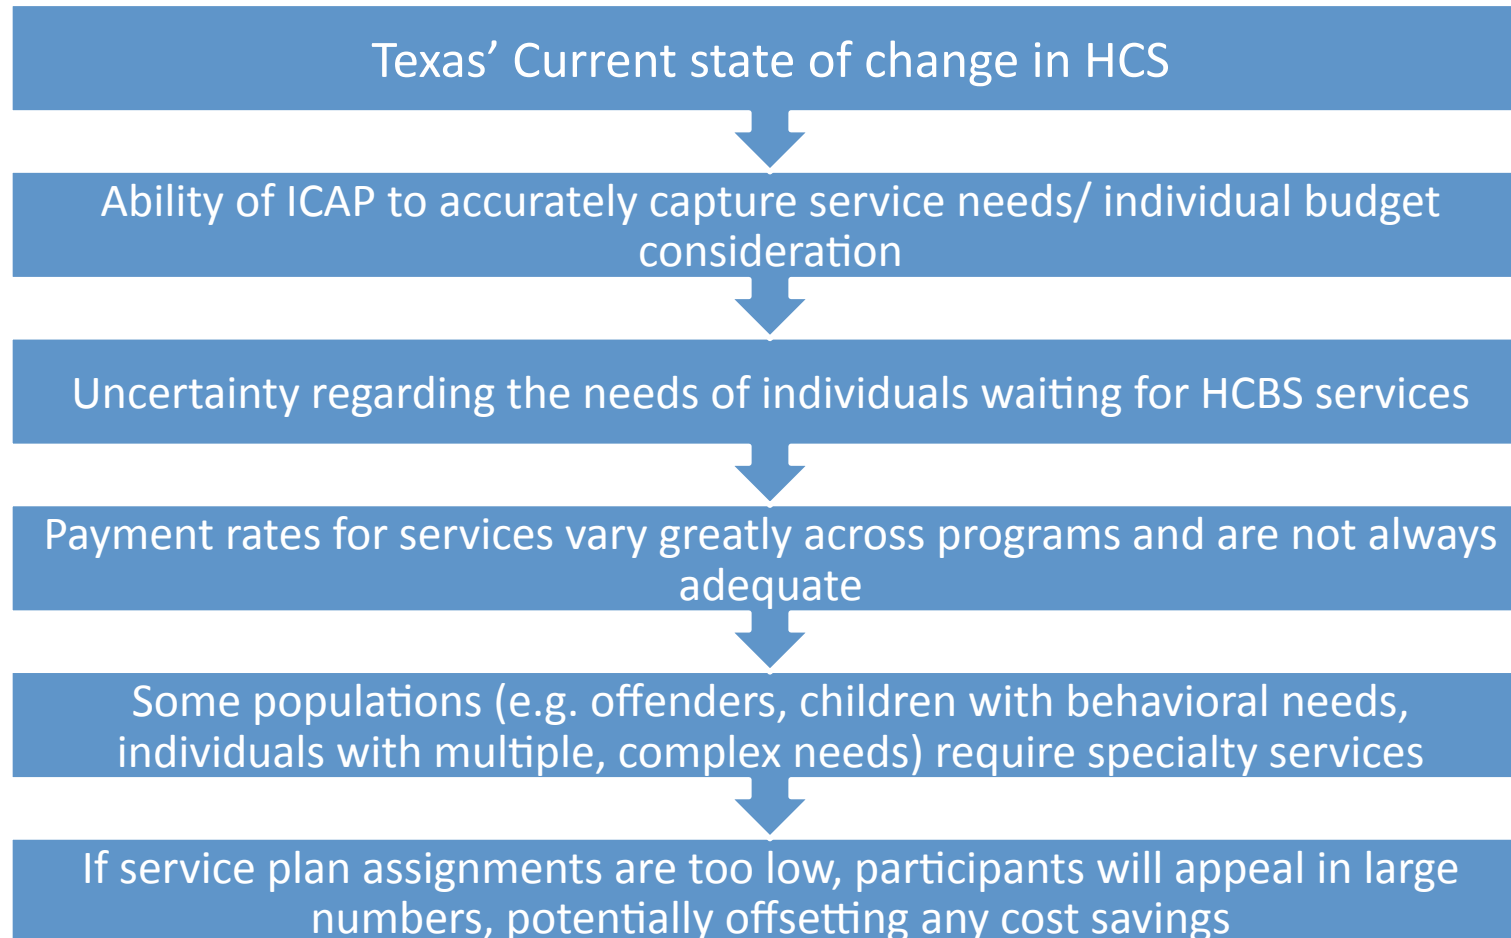 Texas’ Current state of change in HCS
Ability of ICAP to accurately capture service needs/ individual budget
consideration
Uncertainty regarding the needs of individuals waiting for HCBS services
Payment rates for services vary greatly across programs and are not always
adequate
Some populations (e.g. offenders, children with behavioral needs,
individuals with multiple, complex needs) require specialty services
If service plan assignments are too low, participants will appeal in large
numbers, potentially offsetting any cost savings